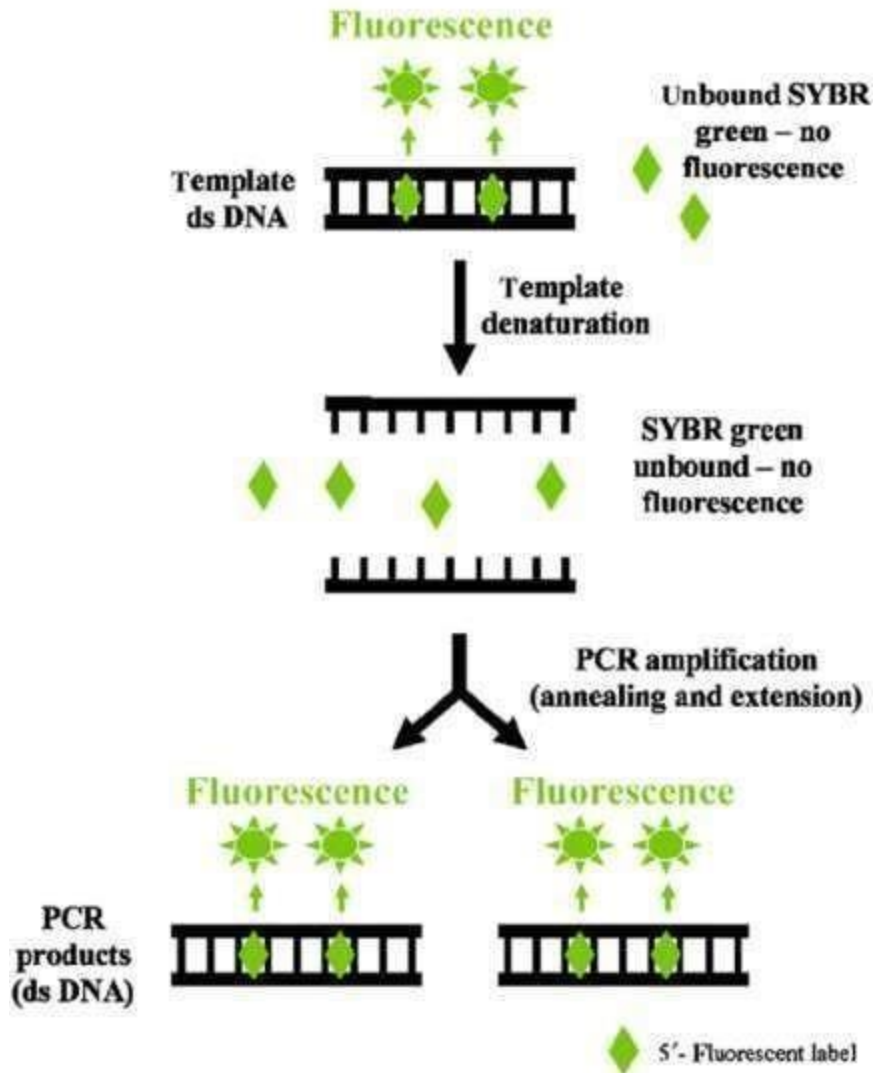 Fluorescence
Unbound SYBR
green – no
fluorescence
Template
ds DNA
Template
denaturation
SYBR green
unbound – no
fluorescence
PCR amplification
(annealing and extension)
Fluorescence
Fluorescence
PCR
products
(ds DNA)
5′- Fluorescent label